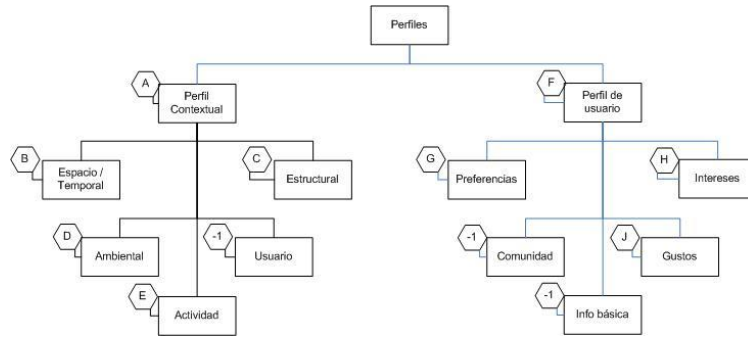 Perfiles
A
Perfil
Contextual
F
Perfil de
usuario
B
Espacio /
Temporal
C
Estructural
G
Preferencias
H
Intereses
D
Ambiental
-1
Usuario
-1
Comunidad
J
Gustos
E
Actividad
-1
Info básica